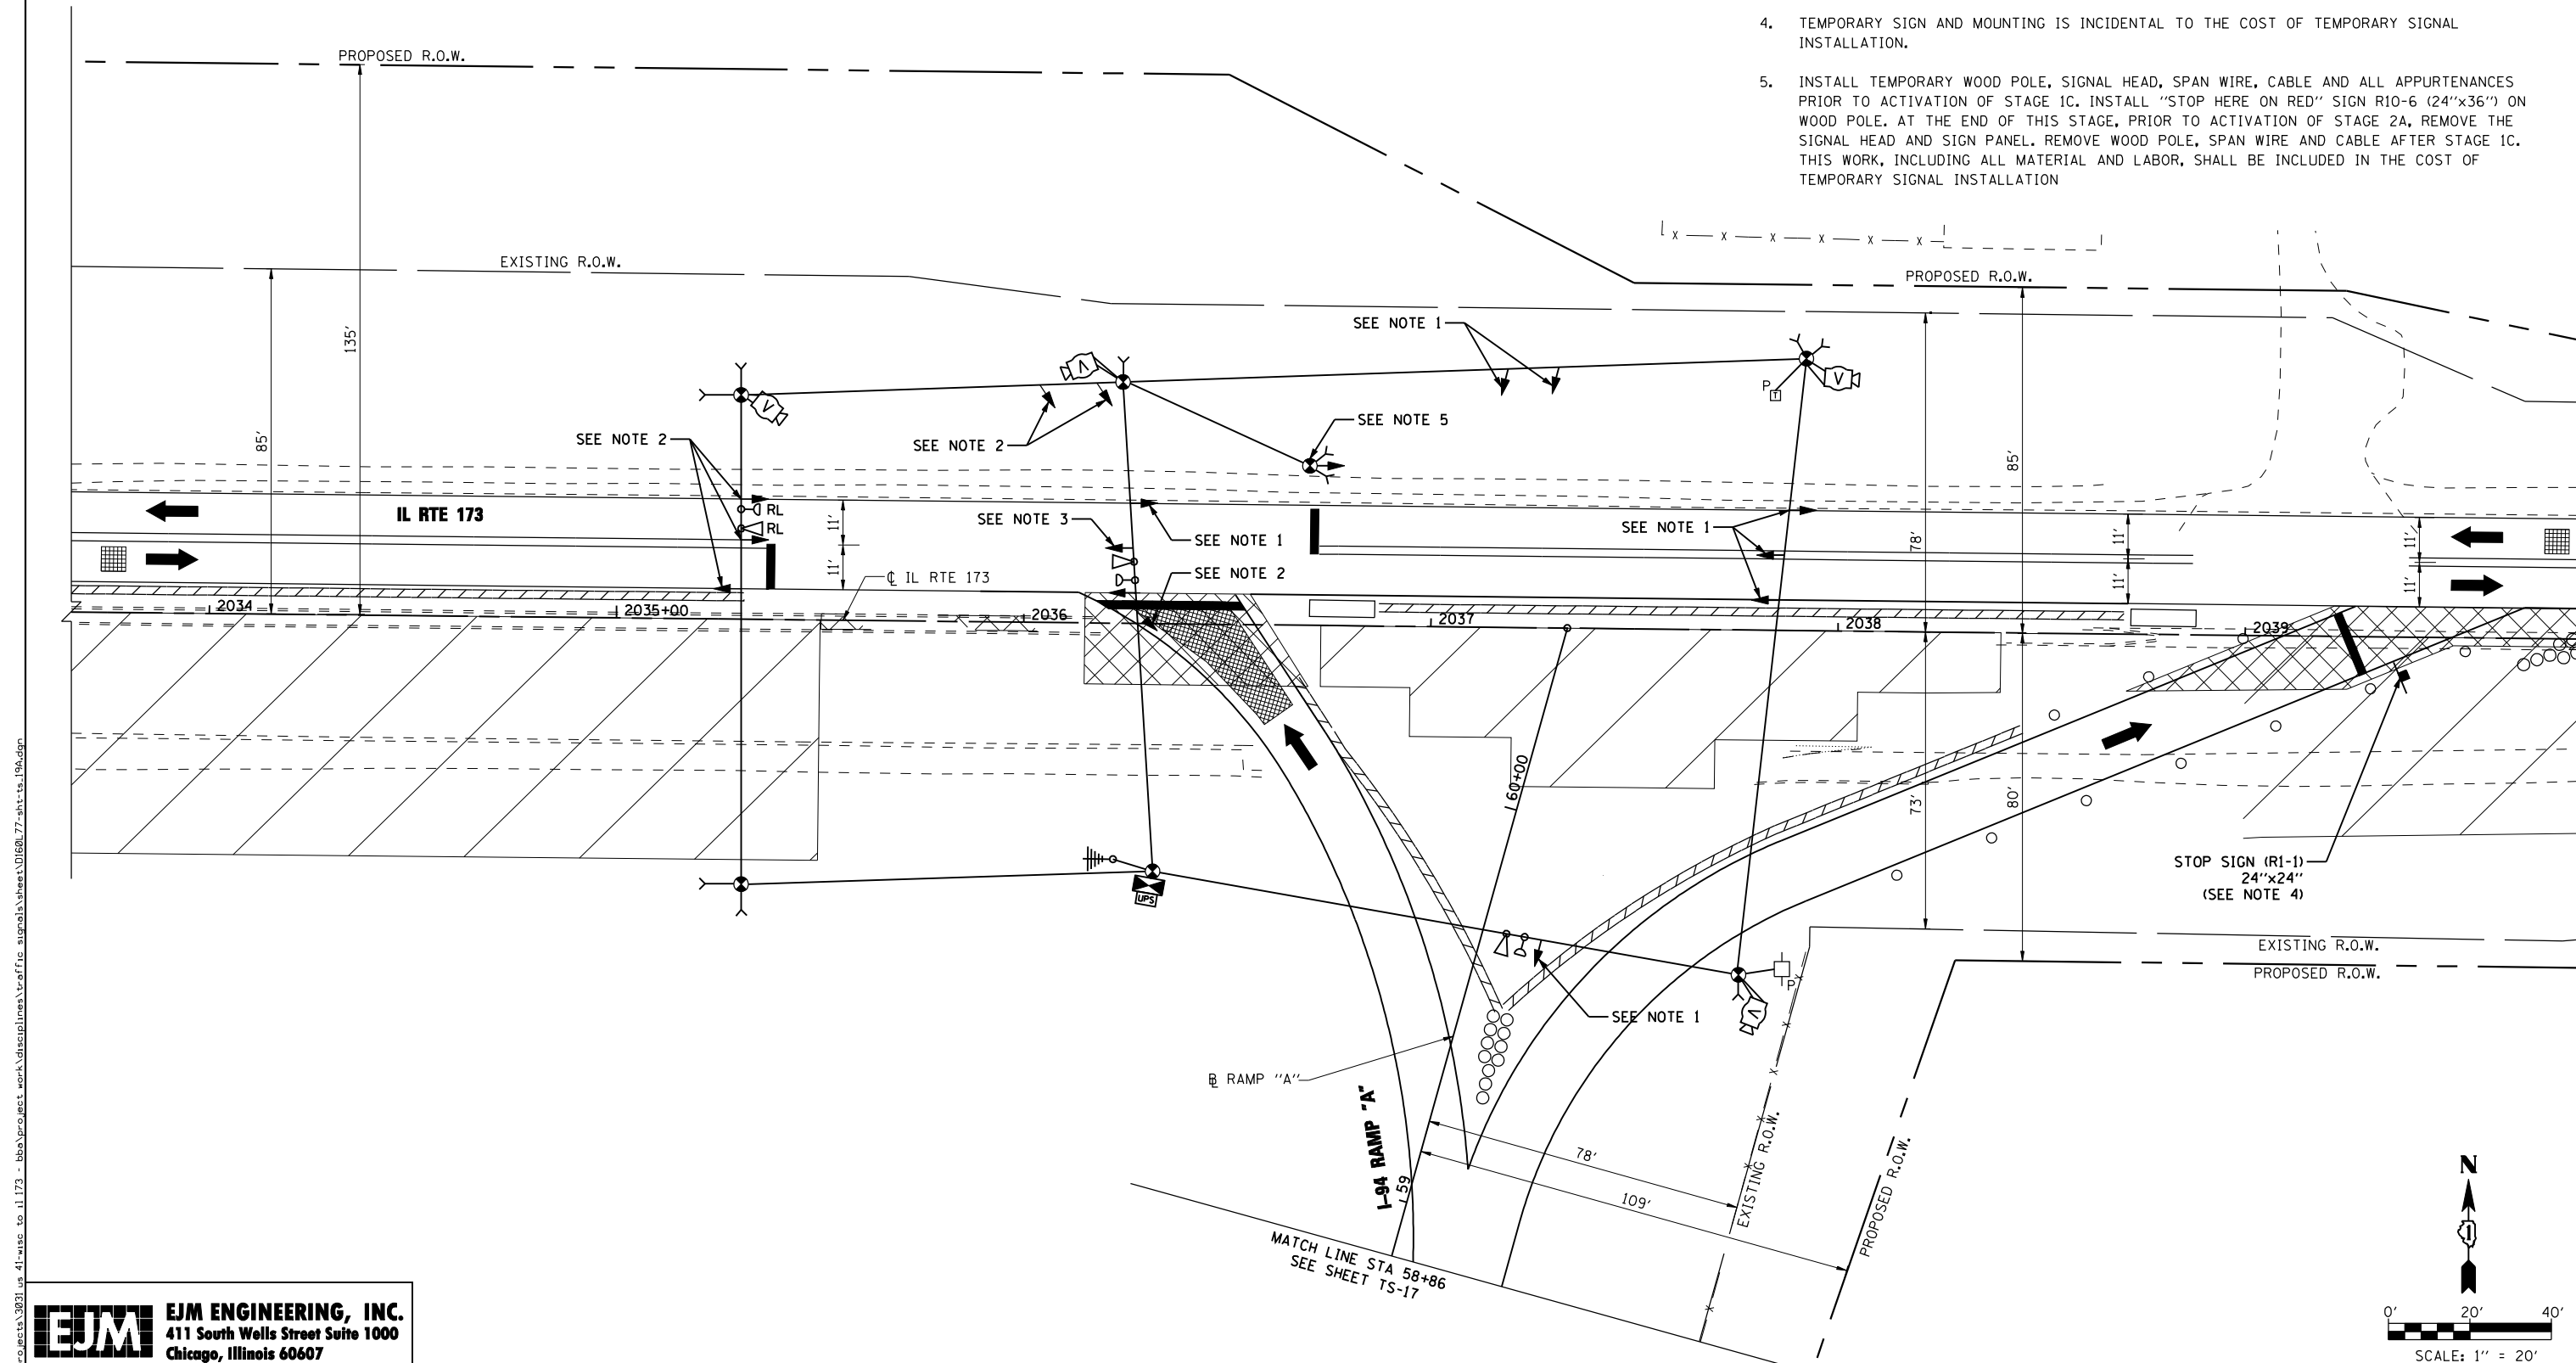 4. TEMPORARY SIGN AND MOUNTING IS INCIDENTAL TO THE COST OF TEMPORARY SIGNAL
INSTALLATION.
5. INSTALL TEMPORARY WOOD POLE, SIGNAL HEAD, SPAN WIRE, CABLE AND ALL APPURTENANCES
PRIOR TO ACTIVATION OF STAGE 1C. INSTALL "STOP HERE ON RED" SIGN R10-6 (24"x36") ON
WOOD POLE. AT THE END OF THIS STAGE, PRIOR TO ACTIVATION OF STAGE 2A, REMOVE THE
SIGNAL HEAD AND SIGN PANEL. REMOVE WOOD POLE, SPAN WIRE AND CABLE AFTER STAGE 1C.
THIS WORK, INCLUDING ALL MATERIAL AND LABOR, SHALL BE INCLUDED IN THE COST OF
TEMPORARY SIGNAL INSTALLATION
PROPOSED R.O.W.
EXISTING R.O.W.
PROPOSED R.O.W.
135'
85'
SEE NOTE 1
V
V
V
P
T
SEE NOTE 5
SEE NOTE 2
SEE NOTE 2
85'
78'
IL RTE 173
RL
RL
11'
11'
SEE NOTE 3
SEE NOTE 1
SEE NOTE 1
SEE NOTE 2
11'
11'
11'
11'
℄ IL RTE 173
2034
2035+00
2036
2037
2038
2039
60+00
73'
80'
STOP SIGN (R1-1)
24"x24"
(SEE NOTE 4)
UPS
EXISTING R.O.W.
PROPOSED R.O.W.
P
V
SEE NOTE 1
BL RAMP "A"
I-94 RAMP "A"
59
78'
109'
EXISTING R.O.W.
PROPOSED R.O.W.
MATCH LINE STA 58+86
SEE SHEET TS-17
N
1
0' 20' 40'
SCALE: 1" = 20'
EJM
EJM ENGINEERING, INC.
411 South Wells Street Suite 1000
Chicago, Illinois 60607